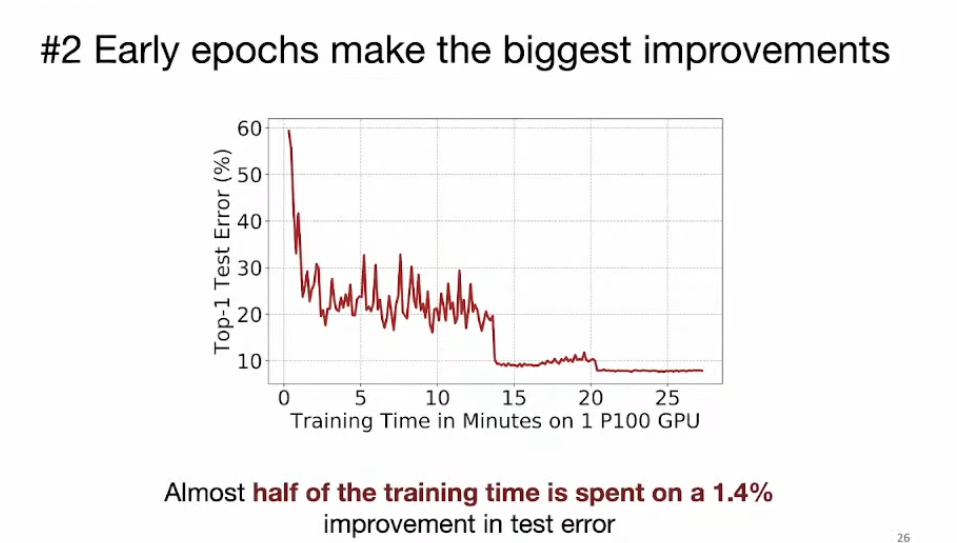 #2 Early epochs make the biggest improvements
Top-1 Test Error (%)
60
50
40
30
20
10
0 5 10 15 20 25
Training Time in Minutes on 1 P100 GPU
Almost half of the training time is spent on a 1.4%
improvement in test error
26